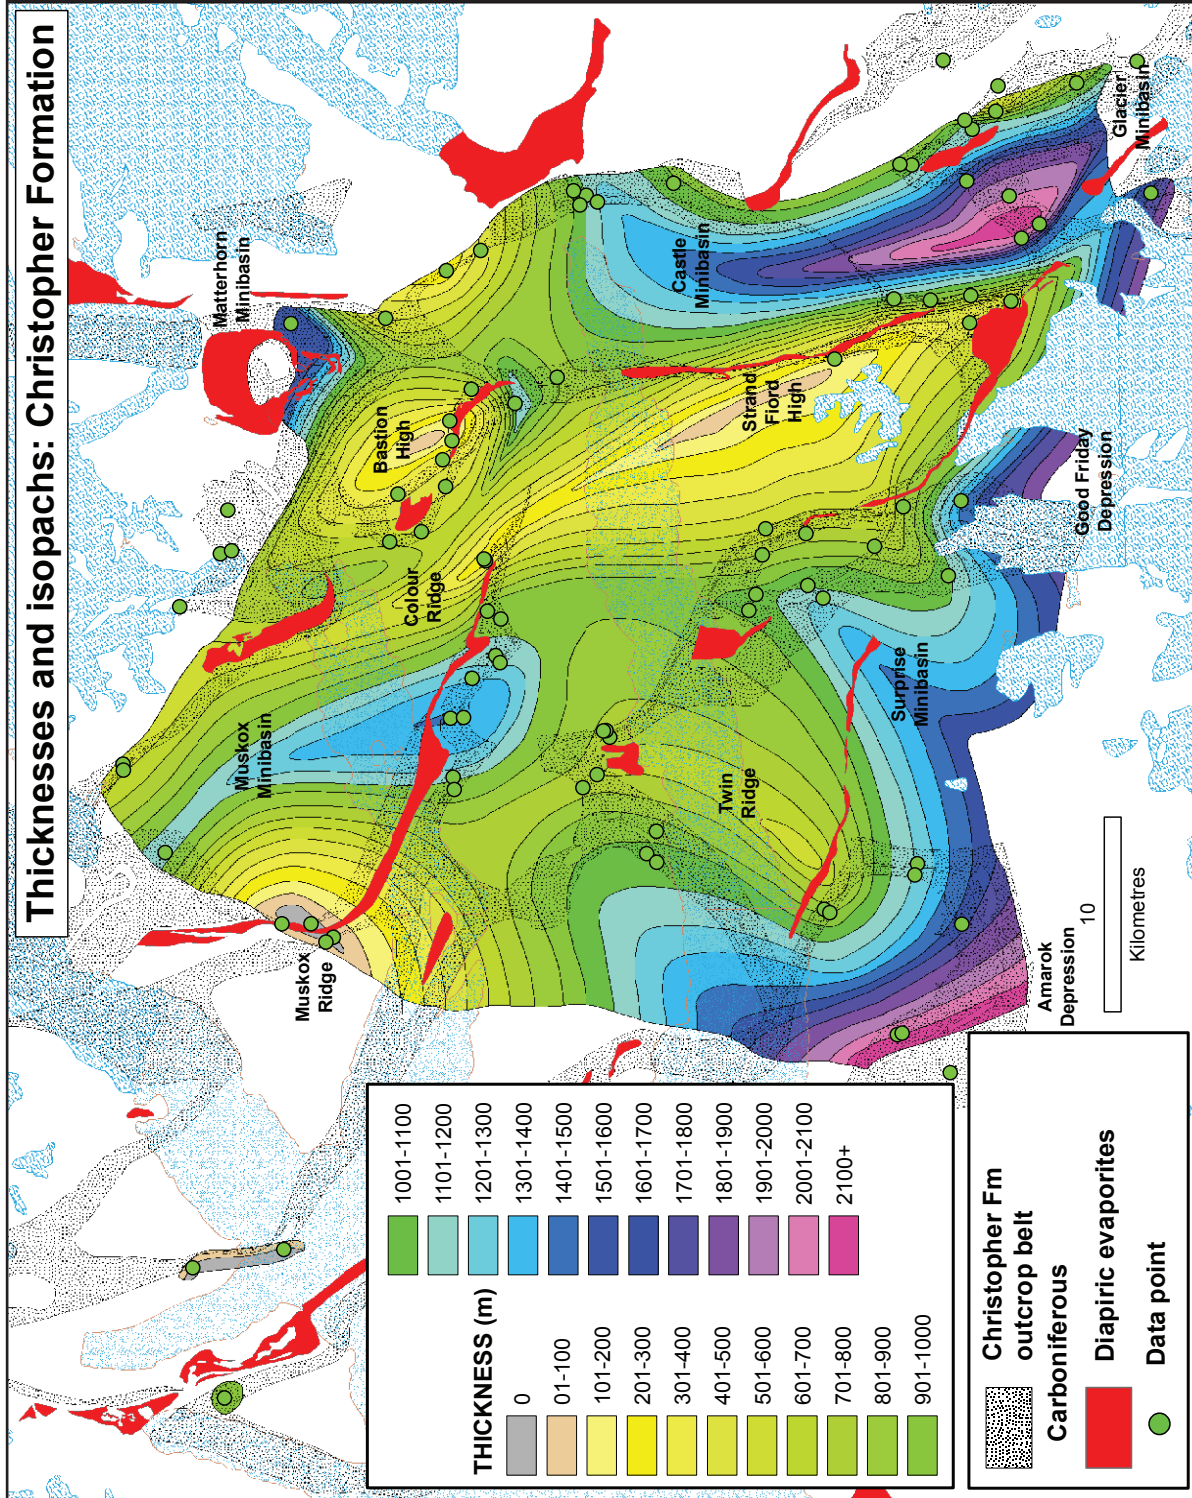 Thicknesses and isopachs: Christopher Formation
Matterhorn
Minibasin
Glacier
Minibasin
Castle
Minibasin
Bastion
High
Strand
Fiord
High
Good Friday
Depression
Colour
Ridge
Muskox
Minibasin
Surprise
Minibasin
Twin
Ridge
Muskox
Ridge
Amarok
Depression
10
Kilometres
THICKNESS (m)
0
01-100
101-200
201-300
301-400
401-500
501-600
601-700
701-800
801-900
901-1000
1001-1100
1101-1200
1201-1300
1301-1400
1401-1500
1501-1600
1601-1700
1701-1800
1801-1900
1901-2000
2001-2100
2100+
Christopher Fm
outcrop belt
Carboniferous
Diapiric evaporites
Data point